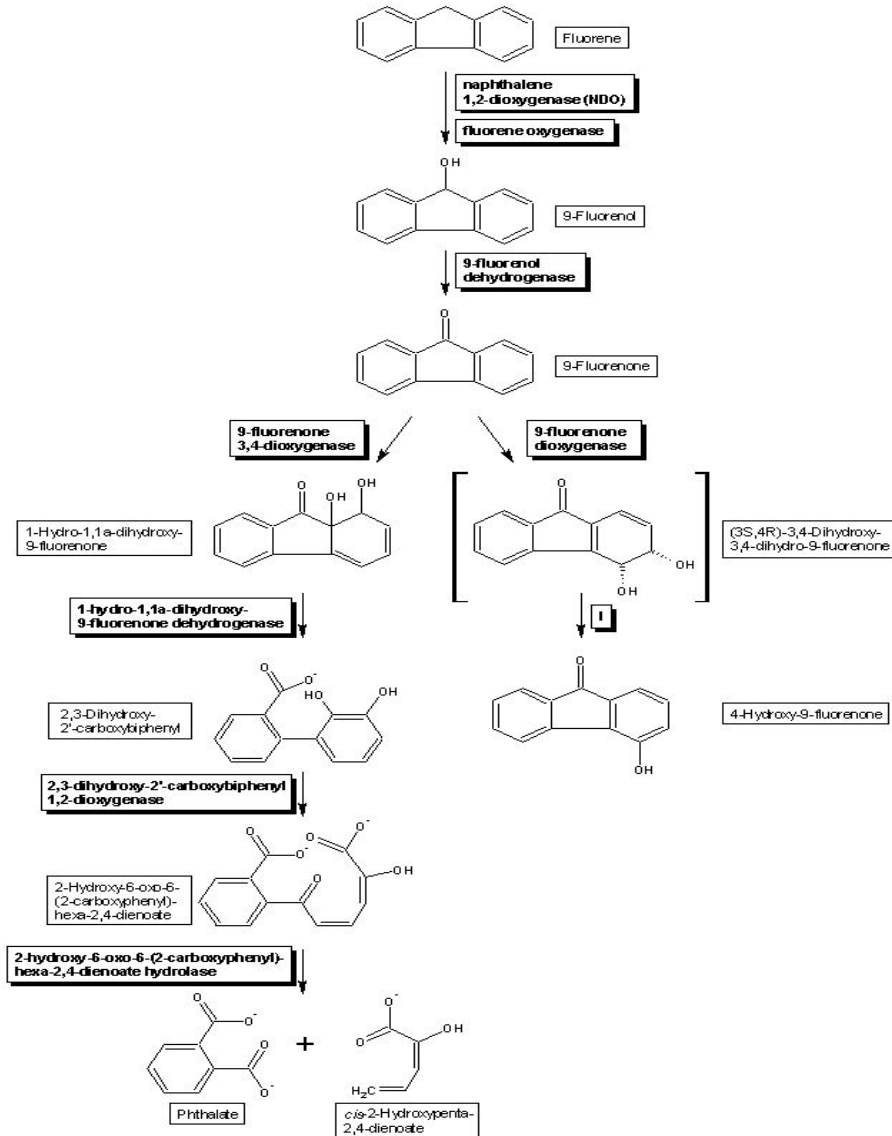 Fluorene
naphthalene
1,2-dioxygenase (NDO)
fluorene oxygenase
OH
9-Fluorenol
9-fluorenol
dehydrogenase
O
9-Fluorenone
9-fluorenone
3,4-dioxygenase
9-fluorenone
dioxygenase
O
OH
OH
1-Hydro-1,1a-dihydroxy-
9-fluorenone
O
OH
OH
(3S,4R)-3,4-Dihydroxy-
3,4-dihydro-9-fluorenone
1-hydro-1,1a-dihydroxy-
9-fluorenone dehydrogenase
I
O
O-
HO
OH
2,3-Dihydroxy-
2'-carboxybiphenyl
O
OH
4-Hydroxy-9-fluorenone
2,3-dihydroxy-2'-carboxybiphenyl
1,2-dioxygenase
O
O-
O
O-
OH
O
2-Hydroxy-6-oxo-6-
(2-carboxyphenyl)-
hexa-2,4-dienoate
2-hydroxy-6-oxo-6-(2-carboxyphenyl)-
hexa-2,4-dienoate hydrolase
O
O-
O
O-
Phthalate
+
O-
O
OH
H2C
cis-2-Hydroxypenta-
2,4-dienoate